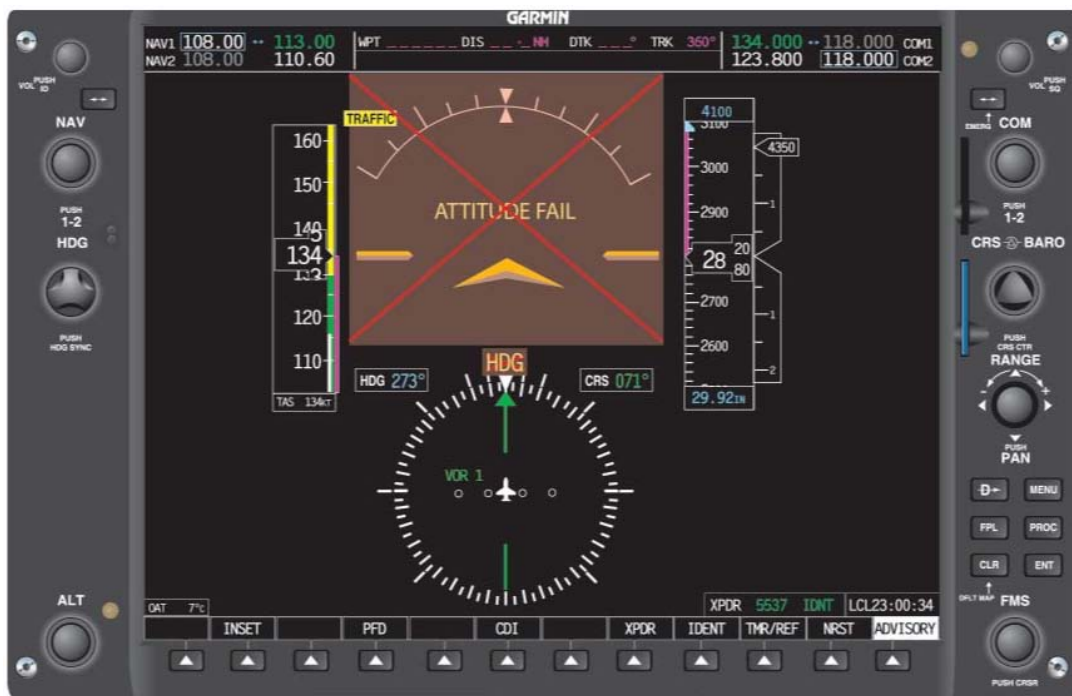 GARMIN
NAV1 108.00 ↔ 113.00
NAV2 108.00 110.60
WPT _ _ _ _ _ _ DIS _ _ . _ NM DTK _ _ _° TRK 360°
134.000 ↔ 118.000 COM1
123.800 118.000 COM2
VOL PUSH ID
NAV
PUSH
1-2
HDG
PUSH
HDG SYNC
ALT
TRAFFIC
160
150
140
134
120
110
TAS 134KT
ATTITUDE FAIL
4100
3100
3000
2900
28
20
80
2700
2600
29.92IN
4350
1
1
2
HDG
HDG 273°
CRS 071°
VOR 1
OAT 7°C
XPDR 5537 IDNT
LCL23:00:34
INSET
PFD
CDI
XPDR
IDENT
TMR/REF
NRST
ADVISORY
VOL PUSH SQ
EMERG
COM
PUSH
1-2
CRS BARO
PUSH
CRS CTR
RANGE
- +
PUSH
PAN
D
MENU
FPL
PROC
CLR
ENT
DFLT MAP
FMS
PUSH CRSR